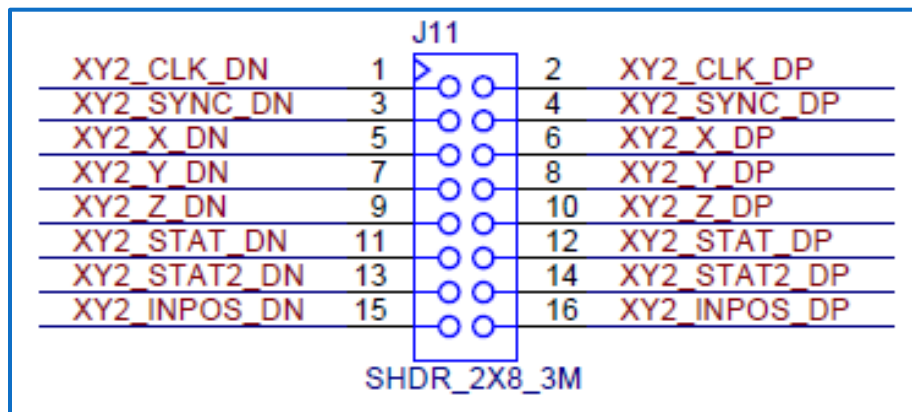 J11
XY2_CLK_DN 1 2 XY2_CLK_DP
XY2_SYNC_DN 3 4 XY2_SYNC_DP
XY2_X_DN 5 6 XY2_X_DP
XY2_Y_DN 7 8 XY2_Y_DP
XY2_Z_DN 9 10 XY2_Z_DP
XY2_STAT_DN 11 12 XY2_STAT_DP
XY2_STAT2_DN 13 14 XY2_STAT2_DP
XY2_INPOS_DN 15 16 XY2_INPOS_DP
SHDR_2X8_3M